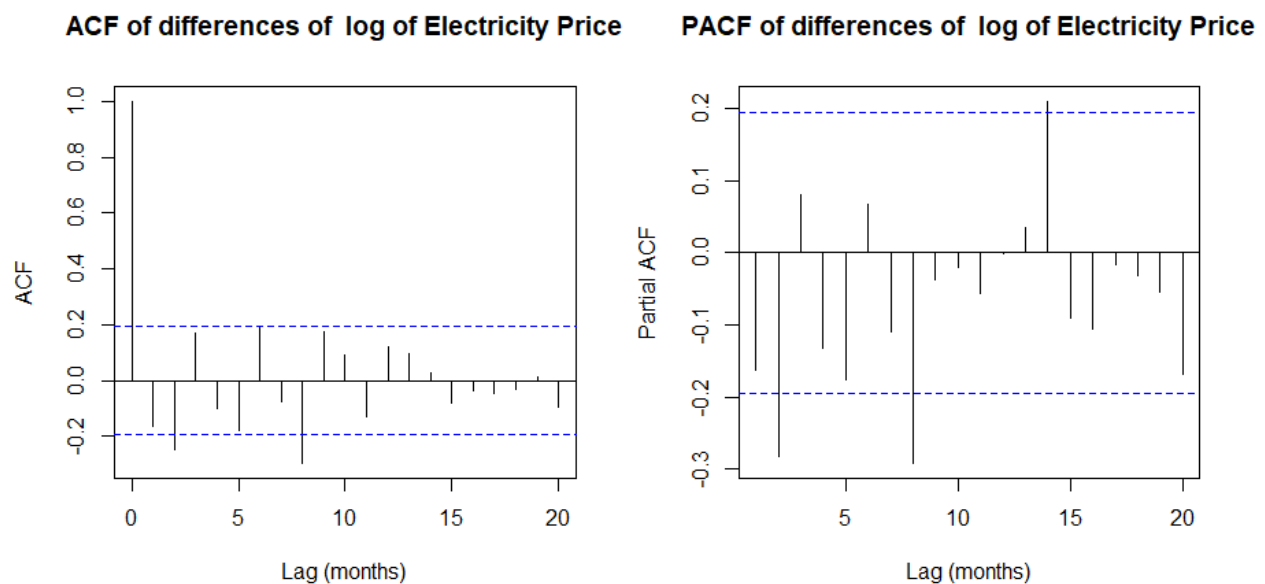 ACF of differences of  log of Electricity Price
ACF
1.0
0.8
0.6
0.4
0.2
0.0
-0.2
0 5 10 15 20
Lag (months)
PACF of differences of  log of Electricity Price
Partial ACF
0.2
0.1
0.0
-0.1
-0.2
-0.3
5 10 15 20
Lag (months)